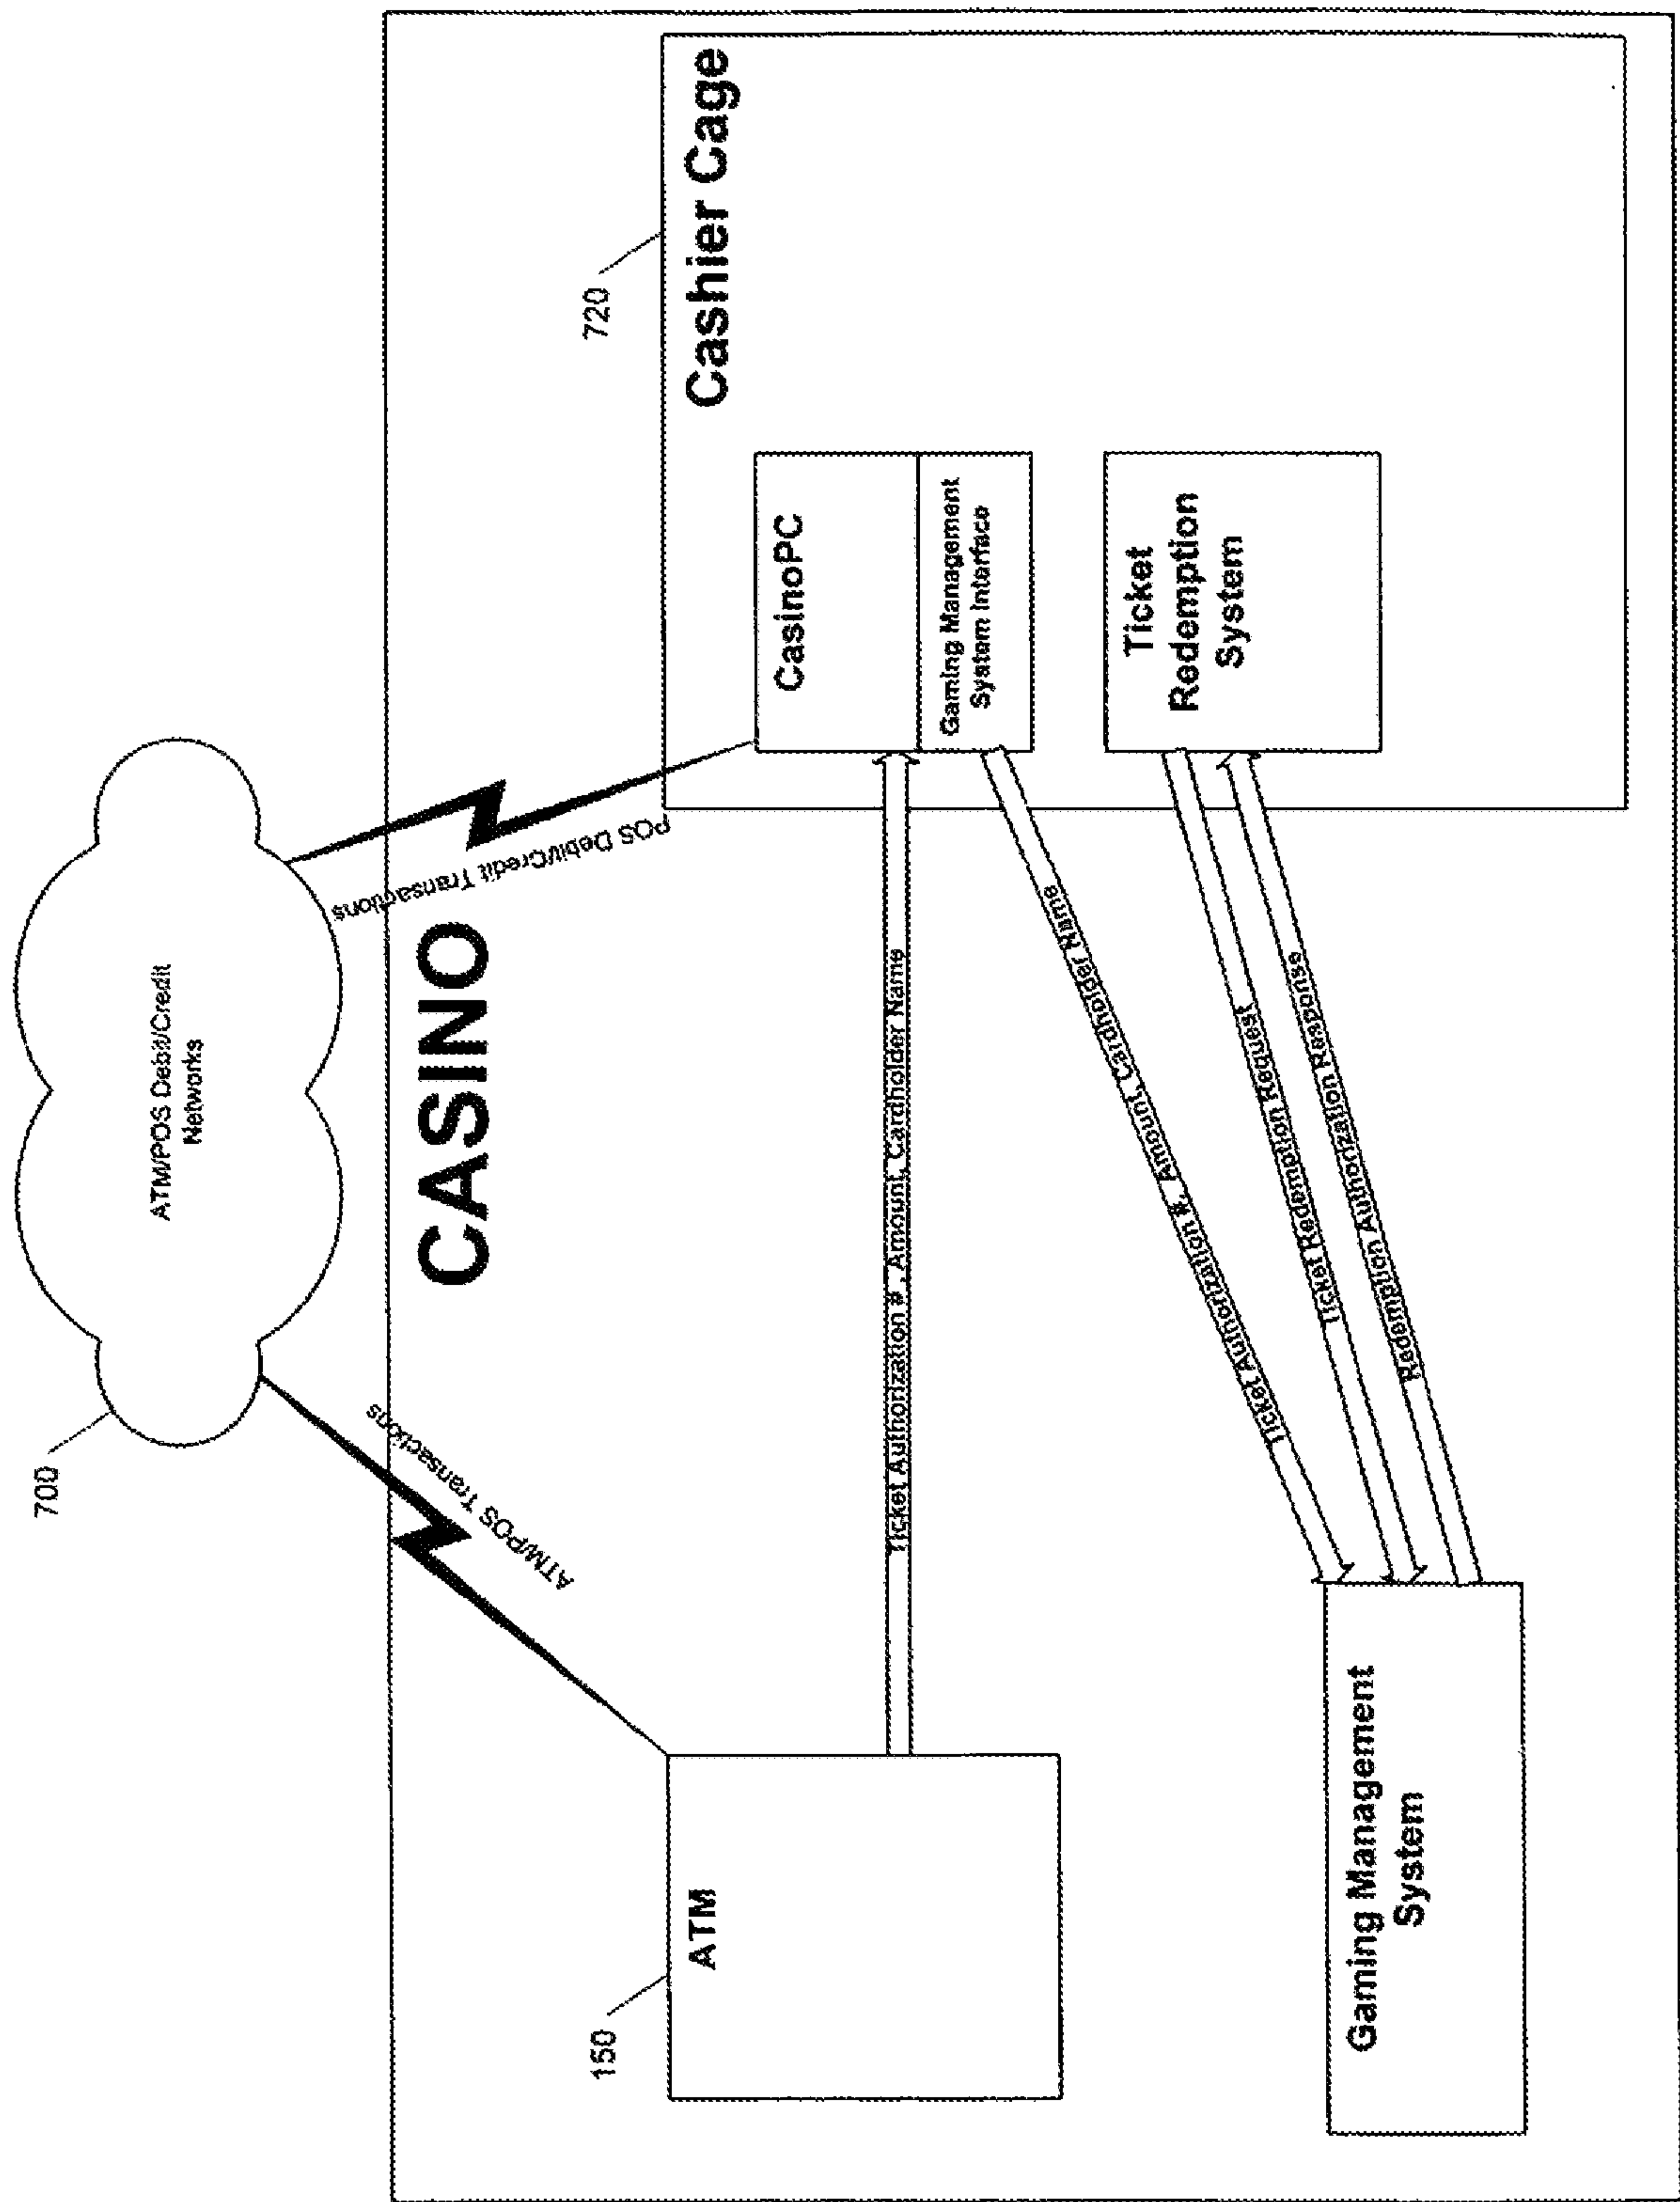 700
ATM/POS Debit/Credit
Networks
ATM/POS Transactions
POS Debit/Credit Transactions
CASINO
720
Cashier Cage
150
ATM
CasinoPC
Gaming Management
System Interface
Ticket Authorization # , Amount, Cardholder Name
Ticket Authorization #, Amount, Cardholder Name
Ticket
Redemption
System
Ticket Redemption Request
Redemption Authorization Response
Gaming Management
System